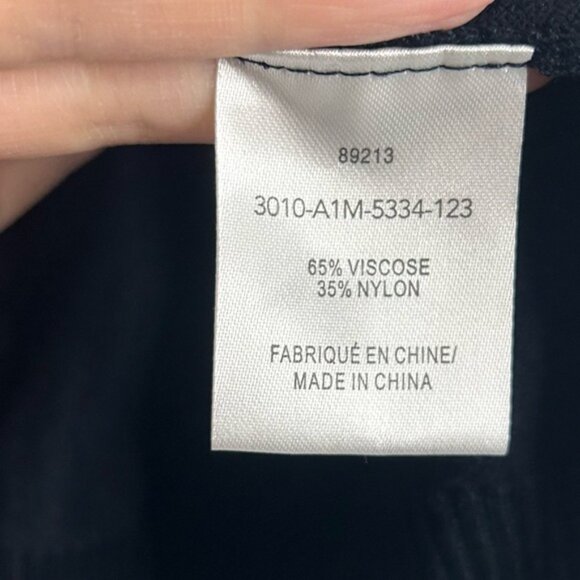 89213
3010-A1M-5334-123
65% VISCOSE
35% NYLON
FABRIQUÉ EN CHINE/
MADE IN CHINA